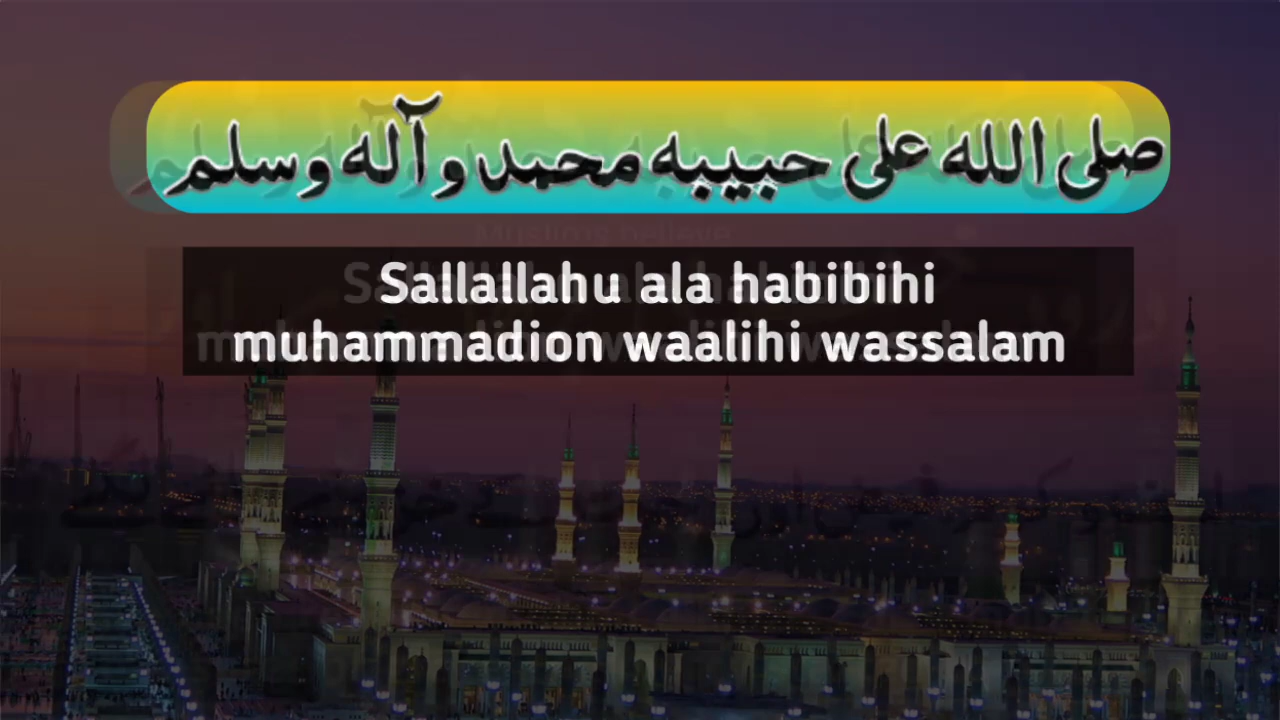 صلى الله على حبيبه محمد و آله وسلم
Sallallahu ala habibihi
muhammadion waalihi wassalam